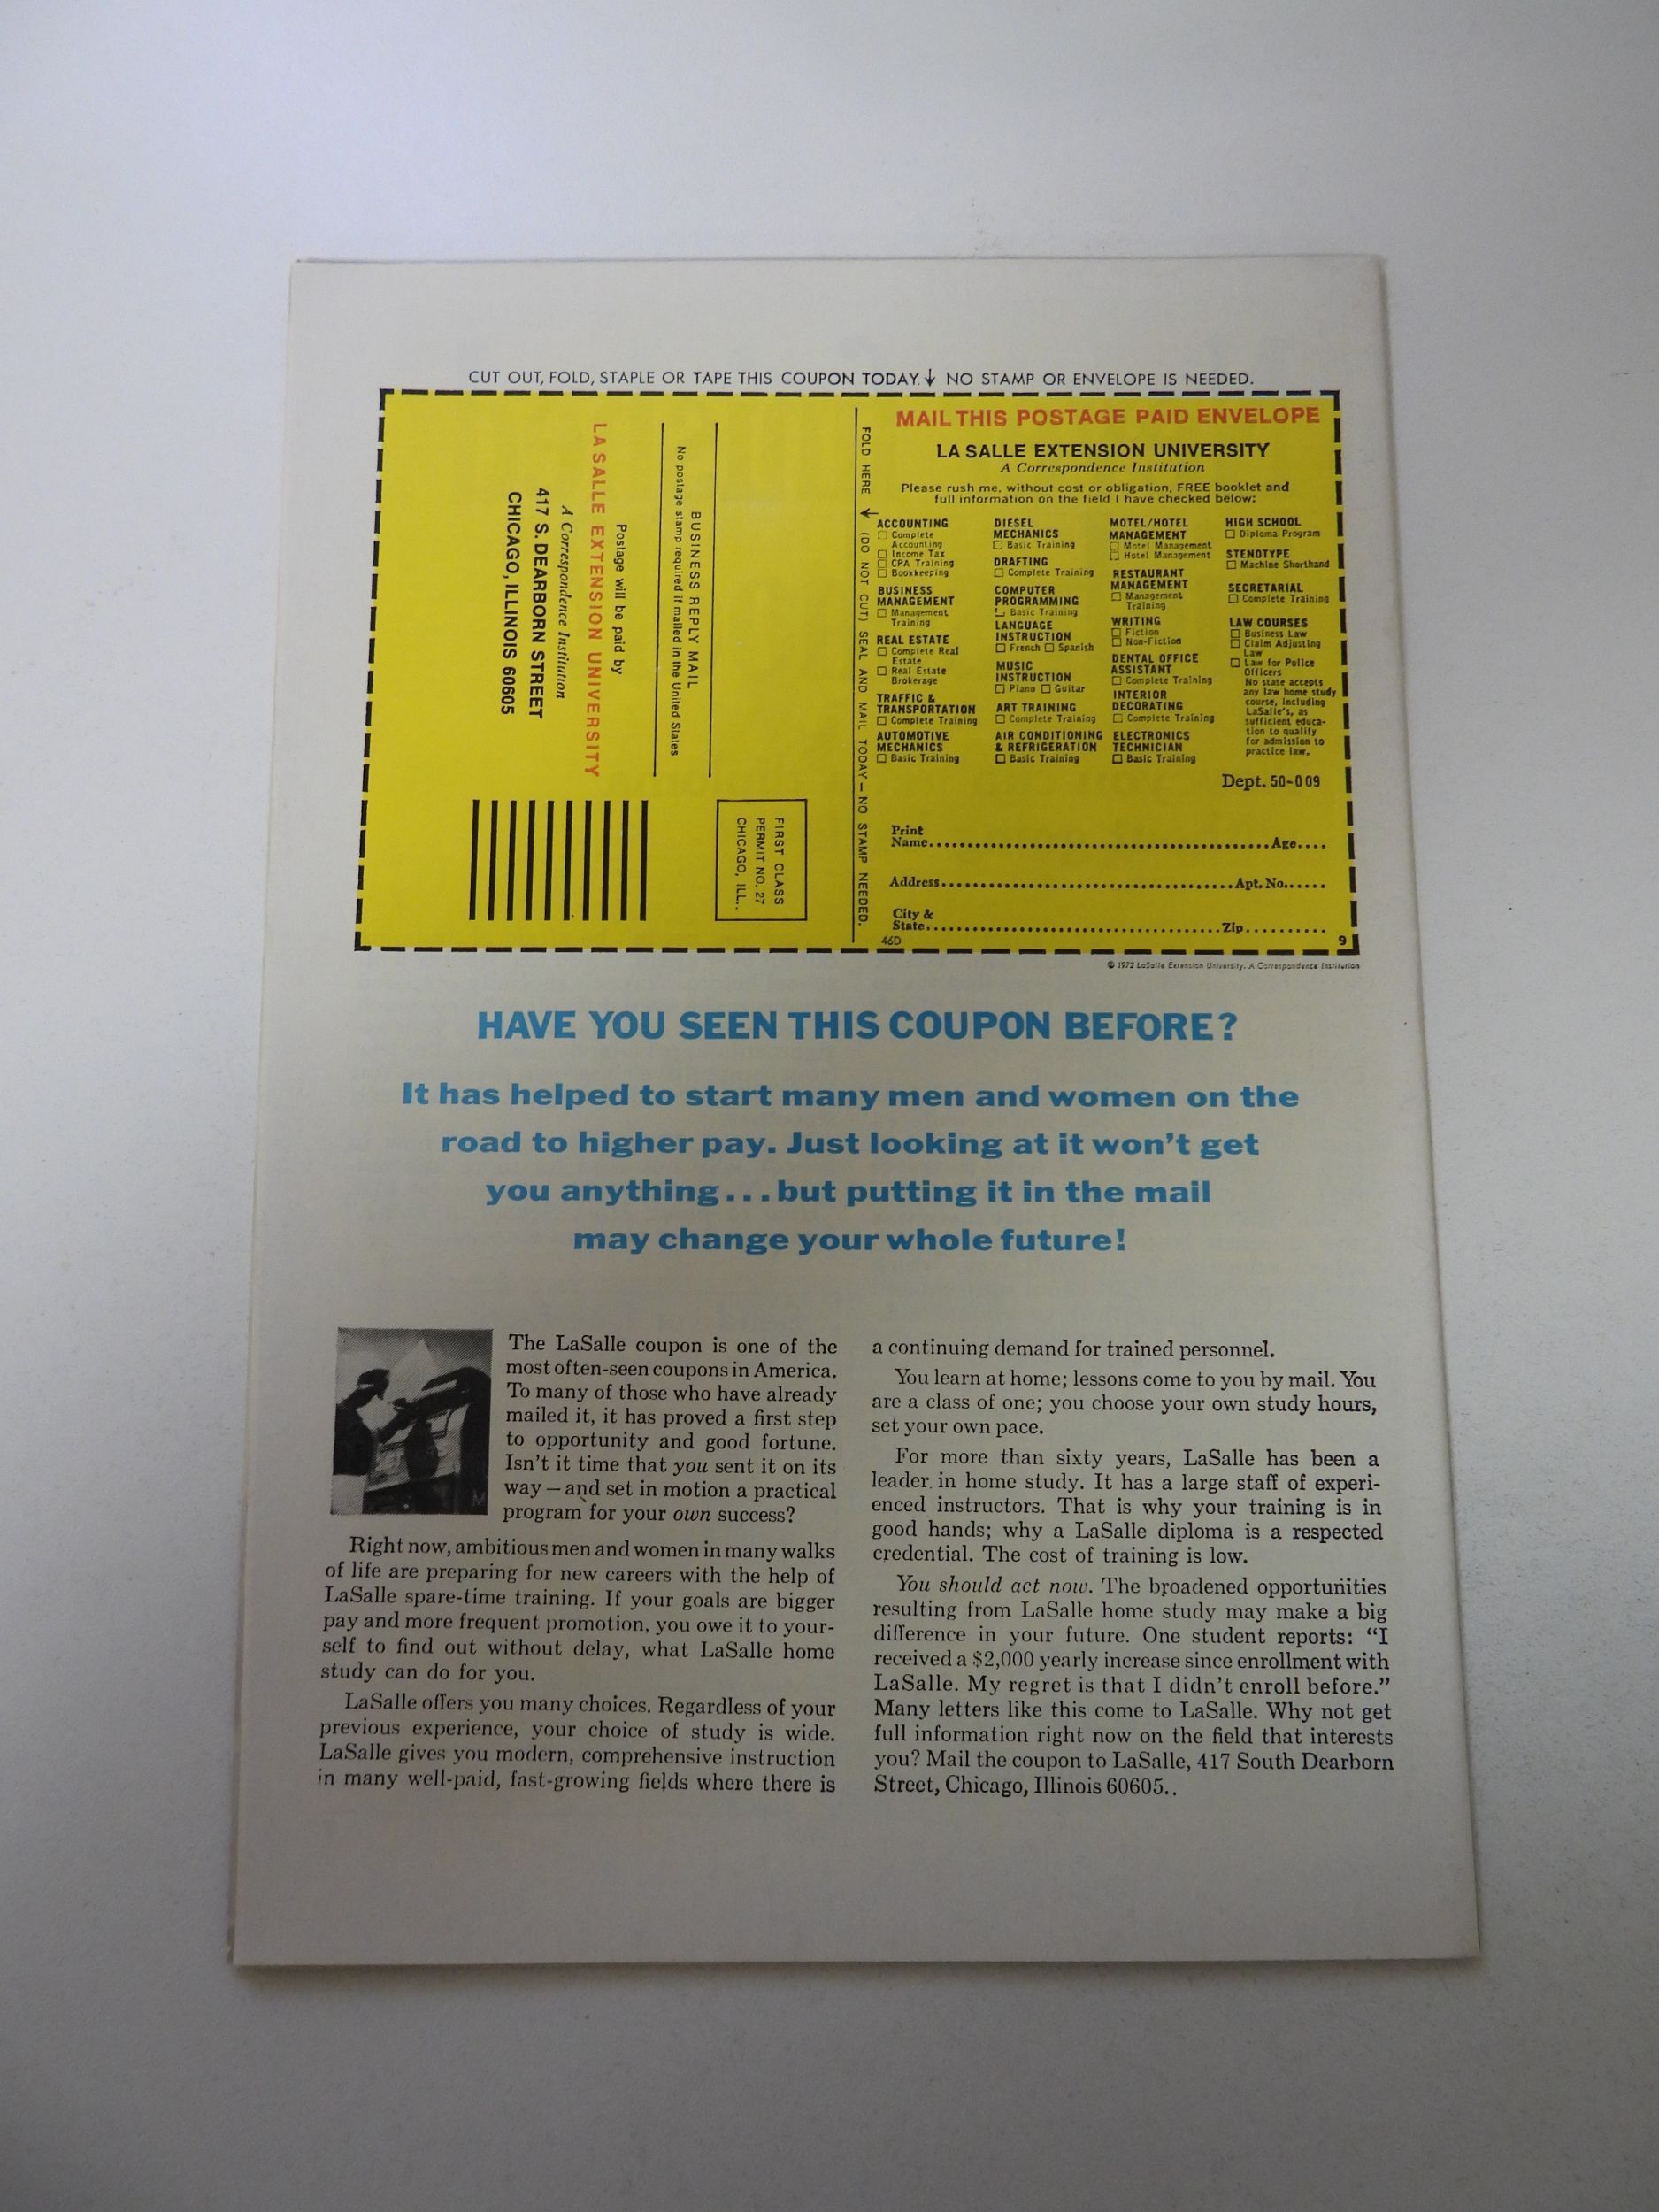 CUT OUT, FOLD, STAPLE OR TAPE THIS COUPON TODAY.↓ NO STAMP OR ENVELOPE IS NEEDED.
LA SALLE EXTENSION UNIVERSITY
A Correspondence Institution
417 S. DEARBORN STREET
CHICAGO, ILLINOIS 60605
Postage will be paid by
BUSINESS REPLY MAIL
No postage stamp required if mailed in the United States
FIRST CLASS
PERMIT NO. 27
CHICAGO, ILL..
FOLD HERE ↓ (DO NOT CUT) SEAL AND MAIL TODAY — NO STAMP NEEDED.
MAIL THIS POSTAGE PAID ENVELOPE
LA SALLE EXTENSION UNIVERSITY
A Correspondence Institution
Please rush me, without cost or obligation, FREE booklet and
full information on the field I have checked below:
ACCOUNTING
☐ Complete
Accounting
☐ Income Tax
☐ CPA Training
☐ Bookkeeping
BUSINESS
MANAGEMENT
☐ Management
Training
REAL ESTATE
☐ Complete Real
Estate
☐ Real Estate
Brokerage
TRAFFIC &
TRANSPORTATION
☐ Complete Training
AUTOMOTIVE
MECHANICS
☐ Basic Training
DIESEL
MECHANICS
☐ Basic Training
DRAFTING
☐ Complete Training
COMPUTER
PROGRAMMING
☐ Basic Training
LANGUAGE
INSTRUCTION
☐ French ☐ Spanish
MUSIC
INSTRUCTION
☐ Piano ☐ Guitar
ART TRAINING
☐ Complete Training
AIR CONDITIONING
& REFRIGERATION
☐ Basic Training
MOTEL/HOTEL
MANAGEMENT
☐ Motel Management
☐ Hotel Management
RESTAURANT
MANAGEMENT
☐ Management
Training
WRITING
☐ Fiction
☐ Non-Fiction
DENTAL OFFICE
ASSISTANT
☐ Complete Training
INTERIOR
DECORATING
☐ Complete Training
ELECTRONICS
TECHNICIAN
☐ Basic Training
HIGH SCHOOL
☐ Diploma Program
STENOTYPE
☐ Machine Shorthand
SECRETARIAL
☐ Complete Training
LAW COURSES
☐ Business Law
☐ Claim Adjusting
Law
☐ Law for Police
Officers
No state accepts
any law home study
course, including
LaSalle's, as
sufficient educa-
tion to qualify
for admission to
practice law.
Dept. 50-009
Print
Name..........Age....
Address..........Apt. No......
City &
State..........Zip..........
46D 9
© 1972 LaSalle Extension University, A Correspondence Institution
HAVE YOU SEEN THIS COUPON BEFORE?
It has helped to start many men and women on the
road to higher pay. Just looking at it won't get
you anything...but putting it in the mail
may change your whole future!
The LaSalle coupon is one of the
most often-seen coupons in America.
To many of those who have already
mailed it, it has proved a first step
to opportunity and good fortune.
Isn't it time that you sent it on its
way — and set in motion a practical
program for your own success?
Right now, ambitious men and women in many walks
of life are preparing for new careers with the help of
LaSalle spare-time training. If your goals are bigger
pay and more frequent promotion, you owe it to your-
self to find out without delay, what LaSalle home
study can do for you.
LaSalle offers you many choices. Regardless of your
previous experience, your choice of study is wide.
LaSalle gives you modern, comprehensive instruction
in many well-paid, fast-growing fields where there is
a continuing demand for trained personnel.
You learn at home; lessons come to you by mail. You
are a class of one; you choose your own study hours,
set your own pace.
For more than sixty years, LaSalle has been a
leader in home study. It has a large staff of experi-
enced instructors. That is why your training is in
good hands; why a LaSalle diploma is a respected
credential. The cost of training is low.
You should act now. The broadened opportunities
resulting from LaSalle home study may make a big
difference in your future. One student reports: “I
received a $2,000 yearly increase since enrollment with
LaSalle. My regret is that I didn't enroll before.”
Many letters like this come to LaSalle. Why not get
full information right now on the field that interests
you? Mail the coupon to LaSalle, 417 South Dearborn
Street, Chicago, Illinois 60605..